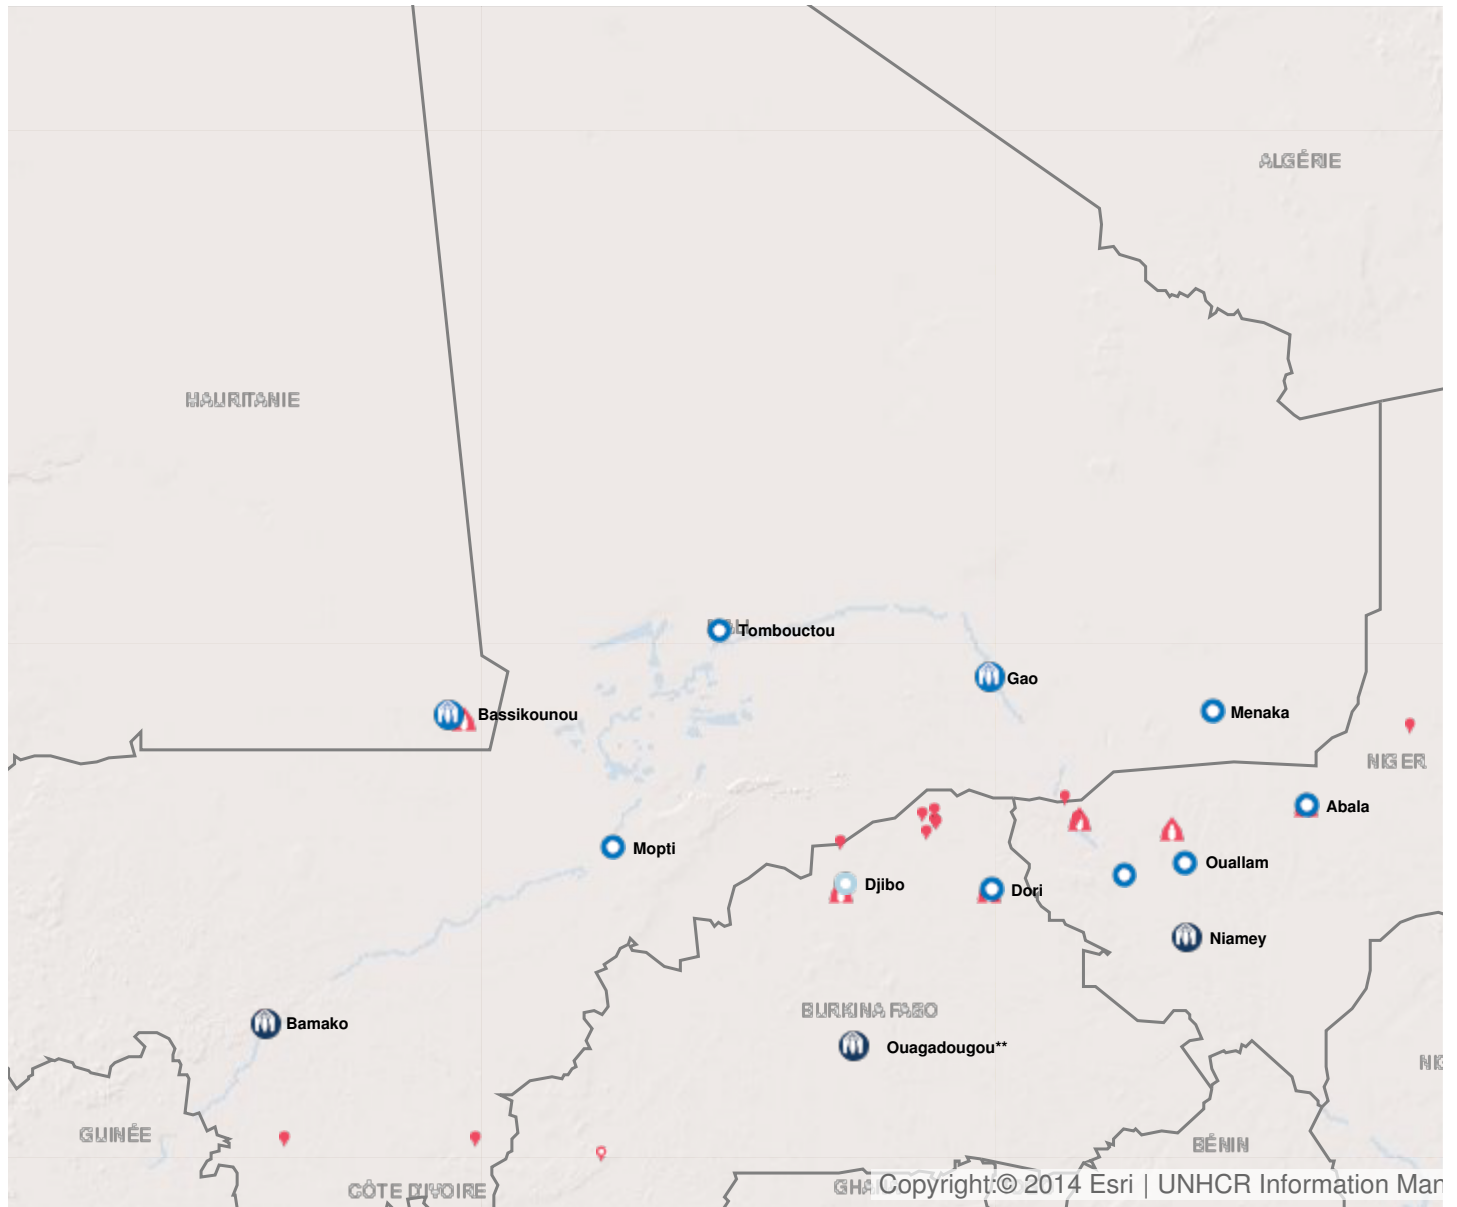 ALGÉRIE
MAURITANIE
Tombouctou
Gao
Bassikounou
Menaka
NIGER
Abala
Mopti
Ouallam
Djibo
Dori
Niamey
BURKINA FASO
Bamako
Ouagadougou**
GUINÉE
BÉNIN
CÔTE D'IVOIRE
Copyright:© 2014 Esri | UNHCR Information Man